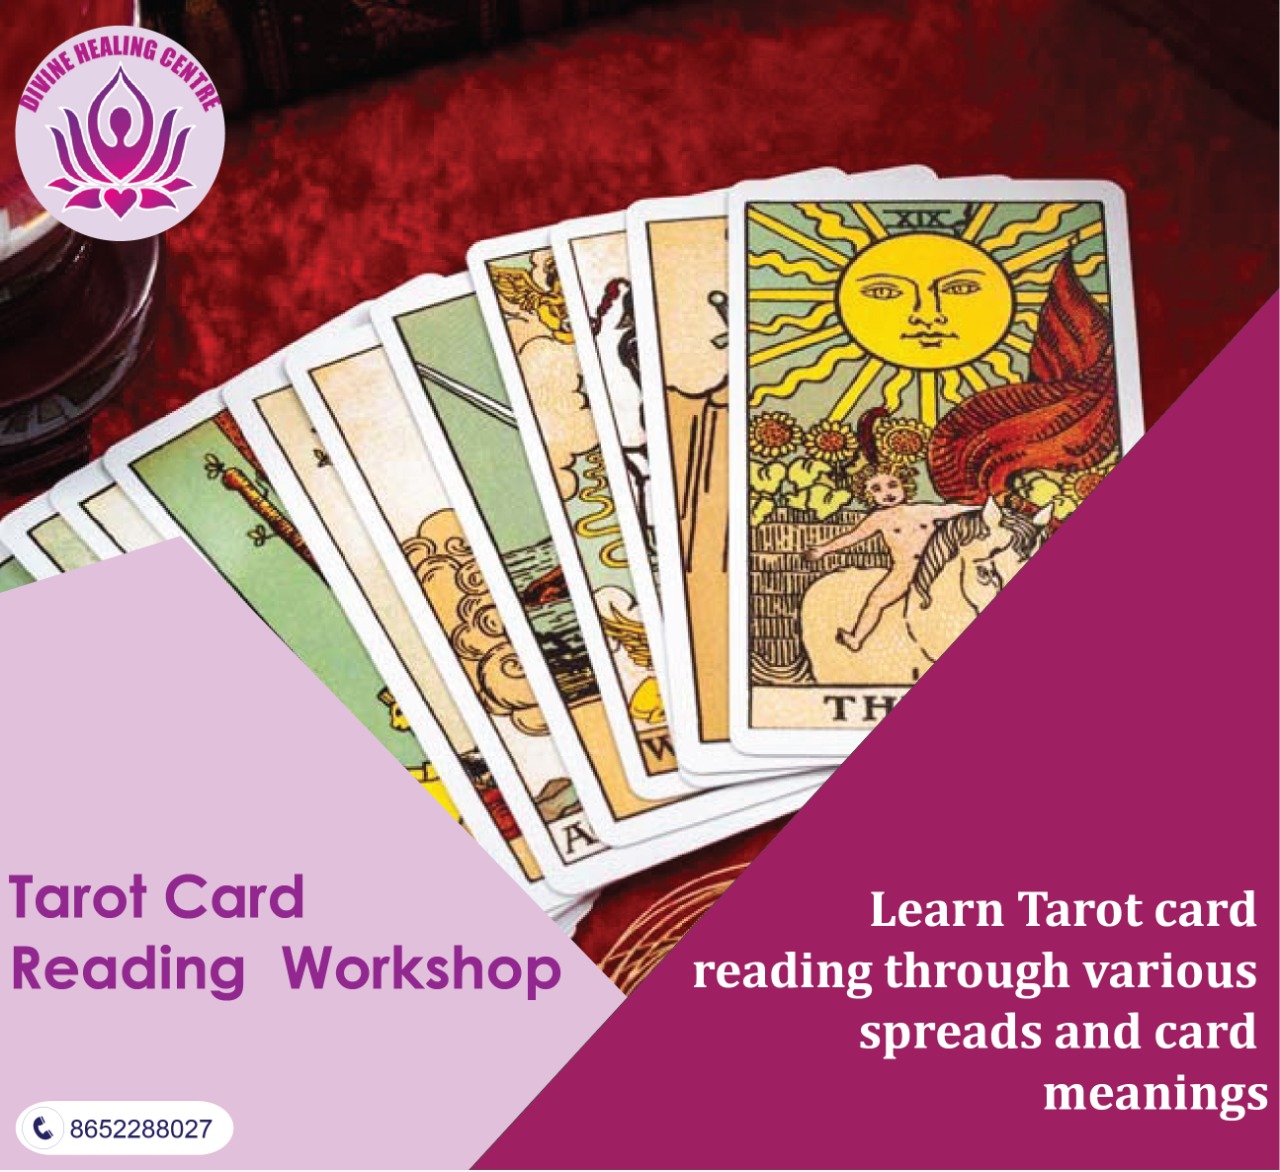 DIVINE HEALING CENTRE
XIX
TH
W
A
Tarot Card
Reading Workshop
Learn Tarot card
reading through various
spreads and card
meanings
8652288027